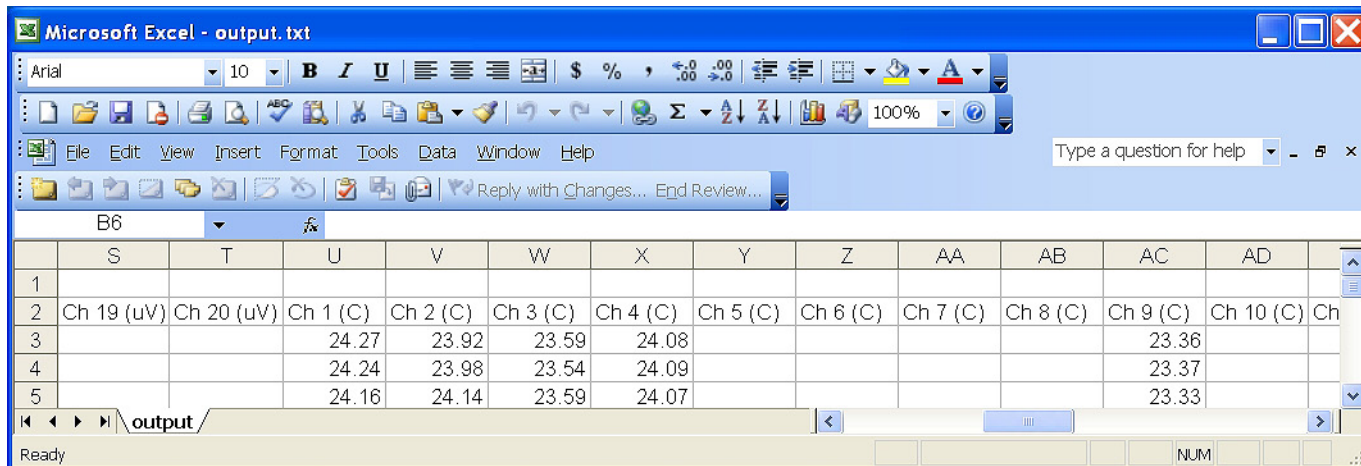 Microsoft Excel - output.txt
Arial 10 B I U $ % , .00 A
ABC Σ A Z Z A 100%
File Edit View Insert Format Tools Data Window Help Type a question for help
Reply with Changes... End Review...
B6 fx
S T U V W X Y Z AA AB AC AD
1
2 Ch 19 (uV) Ch 20 (uV) Ch 1 (C) Ch 2 (C) Ch 3 (C) Ch 4 (C) Ch 5 (C) Ch 6 (C) Ch 7 (C) Ch 8 (C) Ch 9 (C) Ch 10 (C) Ch
3 24.27 23.92 23.59 24.08 23.36
4 24.24 23.98 23.54 24.09 23.37
5 24.16 24.14 23.59 24.07 23.33
output
Ready NUM